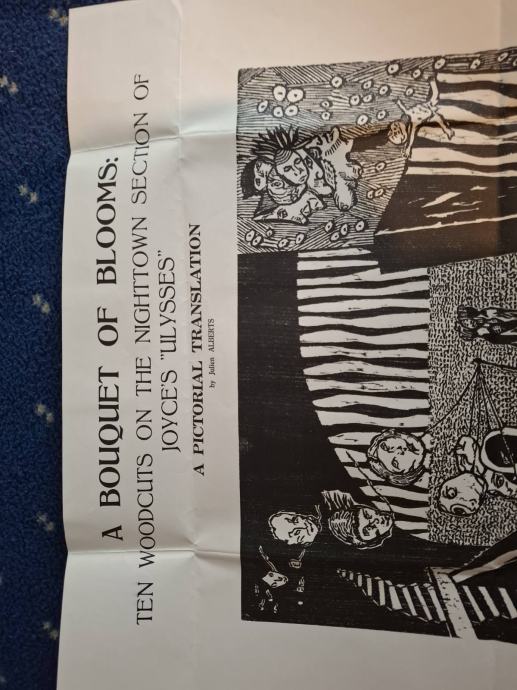 A BOUQUET OF BLOOMS:
TEN WOODCUTS ON THE NIGHTTOWN SECTION OF
JOYCE'S "ULYSSES"
A PICTORIAL TRANSLATION
by Julien ALBERTS